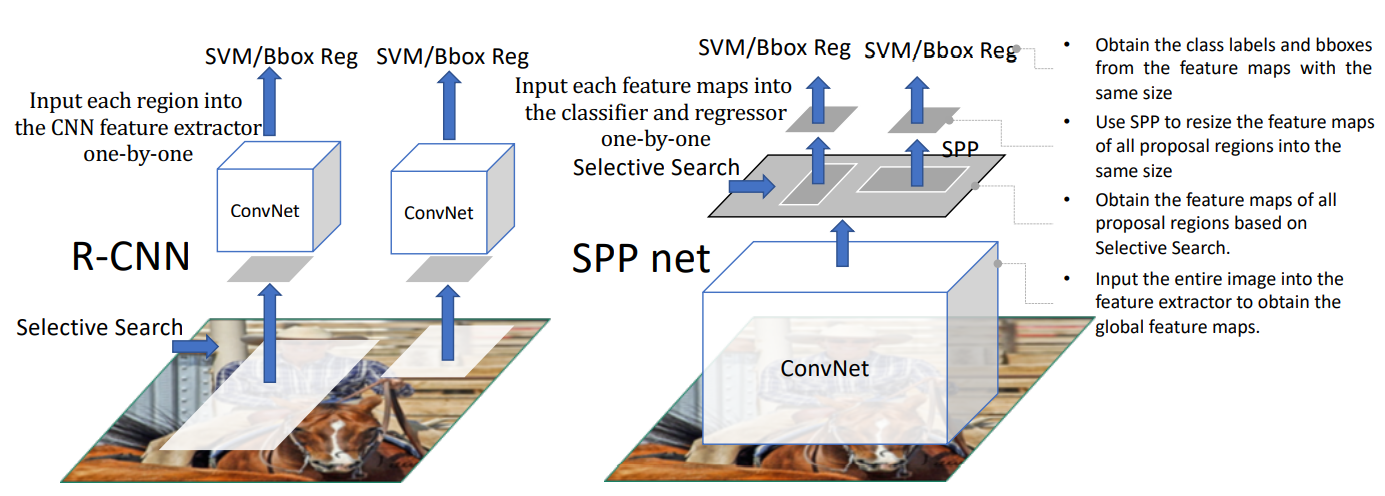 SVM/Bbox Reg
SVM/Bbox Reg
Input each region into
the CNN feature extractor
one-by-one
ConvNet
ConvNet
R-CNN
Selective Search
SVM/Bbox Reg
SVM/Bbox Reg
Input each feature maps into
the classifier and regressor
one-by-one
Selective Search
SPP
SPP net
ConvNet
• Obtain the class labels and bboxes
from the feature maps with the
same size
• Use SPP to resize the feature maps
of all proposal regions into the
same size
• Obtain the feature maps of all
proposal regions based on
Selective Search.
• Input the entire image into the
feature extractor to obtain the
global feature maps.